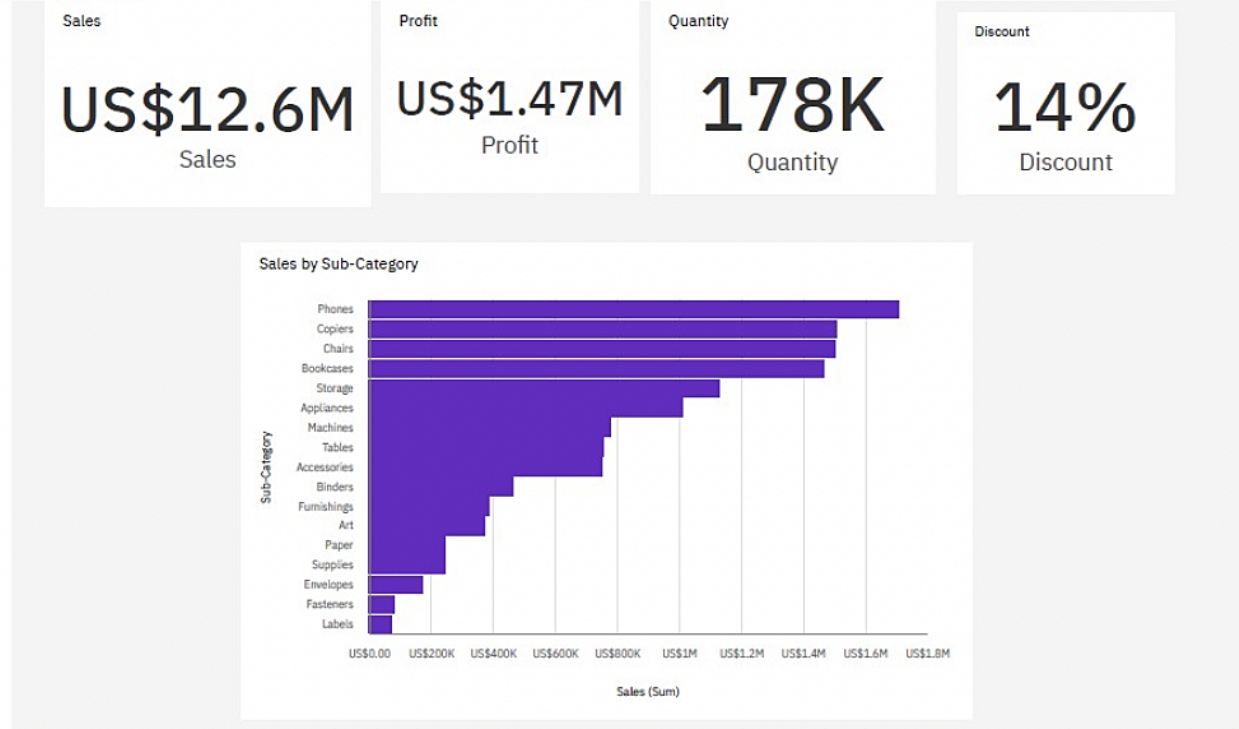 Sales
US$12.6M
Sales
Profit
US$1.47M
Profit
Quantity
178K
Quantity
Discount
14%
Discount
Sales by Sub-Category
Sub-Category
Phones
Copiers
Chairs
Bookcases
Storage
Appliances
Machines
Tables
Accessories
Binders
Furnishings
Art
Paper
Supplies
Envelopes
Fasteners
Labels
US$0.00 US$200K US$400K US$600K US$800K US$1M US$1.2M US$1.4M US$1.6M US$1.8M
Sales (Sum)